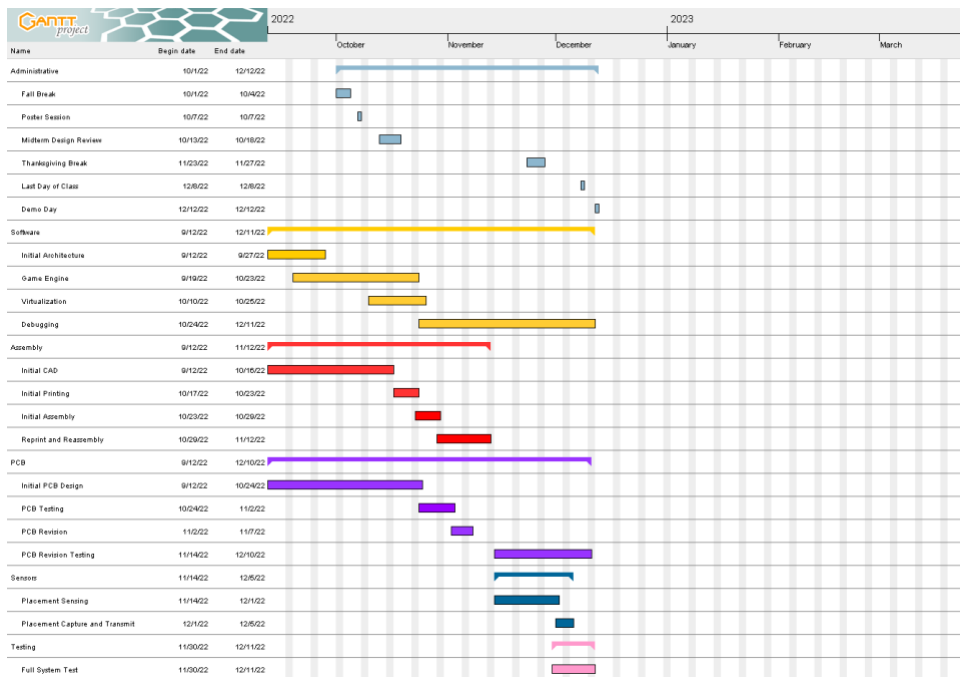 GANTT
project
2022 2023
October November December January February March
Name Begin date End date
Administrative 10/1/22 12/12/22
Fall Break 10/1/22 10/4/22
Poster Session 10/7/22 10/7/22
Midterm Design Review 10/13/22 10/18/22
Thanksgiving Break 11/23/22 11/27/22
Last Day of Class 12/8/22 12/8/22
Demo Day 12/12/22 12/12/22
Software 9/12/22 12/11/22
Initial Architecture 9/12/22 9/27/22
Game Engine 9/19/22 10/23/22
Virtualization 10/10/22 10/25/22
Debugging 10/24/22 12/11/22
Assembly 9/12/22 11/12/22
Initial CAD 9/12/22 10/16/22
Initial Printing 10/17/22 10/23/22
Initial Assembly 10/23/22 10/29/22
Reprint and Reassembly 10/29/22 11/12/22
PCB 9/12/22 12/10/22
Initial PCB Design 9/12/22 10/24/22
PCB Testing 10/24/22 11/2/22
PCB Revision 11/2/22 11/7/22
PCB Revision Testing 11/14/22 12/10/22
Sensors 11/14/22 12/5/22
Placement Sensing 11/14/22 12/1/22
Placement Capture and Transmit 12/1/22 12/5/22
Testing 11/30/22 12/11/22
Full System Test 11/30/22 12/11/22